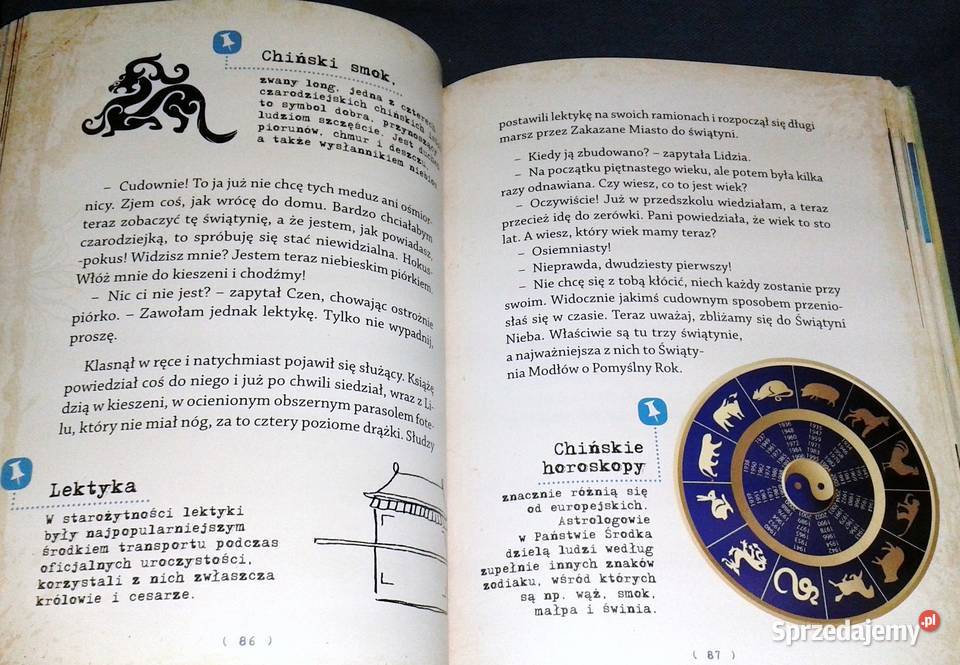 Chiński smok,
zwany long, jedna z czterech
czarodziejskich chińskich
to symbol dobra, przynoszący
ludziom szczęście. Jest duchem
piorunów, chmur i deszczu,
a także wysłannikiem niebios
– Cudownie! To ja już nie chcę tych meduz ani ośmior-
nicy. Zjem coś, jak wrócę do domu. Bardzo chciałabym
teraz zobaczyć tę świątynię, a że jestem, jak powiadasz,
czarodziejką, to spróbuję się stać niewidzialna. Hokus-
-pokus! Widzisz mnie? Jestem teraz niebieskim piórkiem.
Włóż mnie do kieszeni i chodźmy!
– Nic ci nie jest? – zapytał Czen, chowając ostrożnie
piórko. – Zawołam jednak lektykę. Tylko nie wypadnij,
proszę.
Klasnął w ręce i natychmiast pojawił się służący. Książę
powiedział coś do niego i już po chwili siedział, wraz z Li-
dzią w kieszeni, w ocienionym obszernym parasolem fote-
lu, który nie miał nóg, za to cztery poziome drążki. Słudzy
Lektyka
W starożytności lektyki
były najpopularniejszym
środkiem transportu podczas
oficjalnych uroczystości,
korzystali z nich zwłaszcza
królowie i cesarze.
( 86 )
postawili lektykę na swoich ramionach i rozpoczął się długi
marsz przez Zakazane Miasto do świątyni.
– Kiedy ją zbudowano? – zapytała Lidzia.
– Na początku piętnastego wieku, ale potem była kilka
razy odnawiana. Czy wiesz, co to jest wiek?
– Oczywiście! Już w przedszkolu wiedziałam, a teraz
przecież idę do zerówki. Pani powiedziała, że wiek to sto
lat. A wiesz, który wiek mamy teraz?
– Osiemniasty!
– Nieprawda, dwudziesty pierwszy!
– Nie chcę się z tobą kłócić, niech każdy zostanie przy
swoim. Widocznie jakimś cudownym sposobem przenio-
słaś się w czasie. Teraz uważaj, zbliżamy się do Świątyni
Nieba. Właściwie są tu trzy świątynie,
a najważniejsza z nich to Święty-
nia Modłów o Pomyślny Rok.
Chińskie
horoskopy
znacznie różnią się
od europejskich.
Astrologowie
w Państwie Środka
dzielą ludzi według
zupełnie innych znaków
zodiaku, wśród których
są np. wąż, smok,
małpa i świnia.
( 87 )
Sprzedajemy.pl